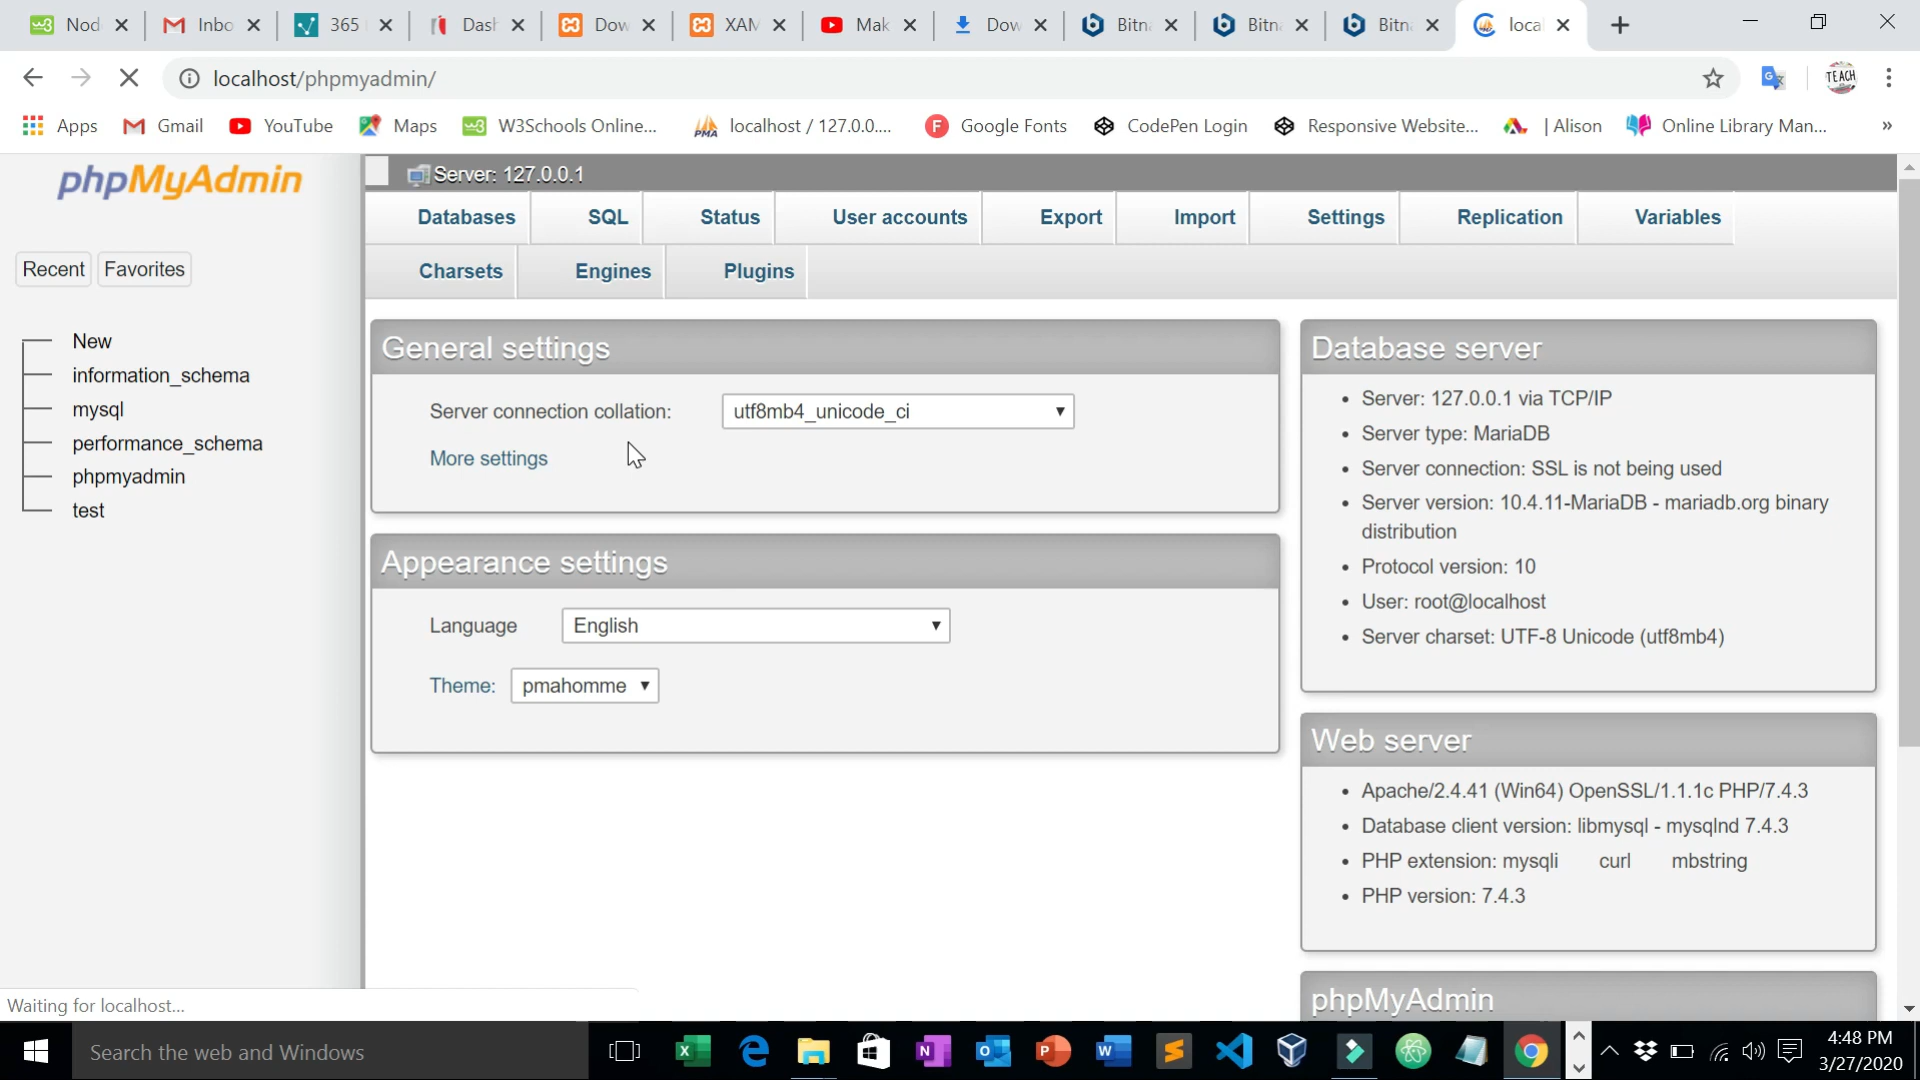 Nod
Inbo
365
Dash
Dow
XAM
Mak
Dow
Bitn
Bitn
Bitn
loca
localhost/phpmyadmin/
TEACH
Apps
Gmail
YouTube
Maps
W3Schools Online...
localhost / 127.0.0....
Google Fonts
CodePen Login
Responsive Website...
| Alison
Online Library Man...
»
phpMyAdmin
Recent
Favorites
New
information_schema
mysql
performance_schema
phpmyadmin
test
Server: 127.0.0.1
Databases
SQL
Status
User accounts
Export
Import
Settings
Replication
Variables
Charsets
Engines
Plugins
General settings
Server connection collation:
utf8mb4_unicode_ci
More settings
Appearance settings
Language
English
Theme:
pmahomme
Database server
Server: 127.0.0.1 via TCP/IP
Server type: MariaDB
Server connection: SSL is not being used
Server version: 10.4.11-MariaDB - mariadb.org binary
distribution
Protocol version: 10
User: root@localhost
Server charset: UTF-8 Unicode (utf8mb4)
Web server
Apache/2.4.41 (Win64) OpenSSL/1.1.1c PHP/7.4.3
Database client version: libmysql - mysqlnd 7.4.3
PHP extension: mysqli curl mbstring
PHP version: 7.4.3
phpMyAdmin
Waiting for localhost...
Search the web and Windows
4:48 PM
3/27/2020